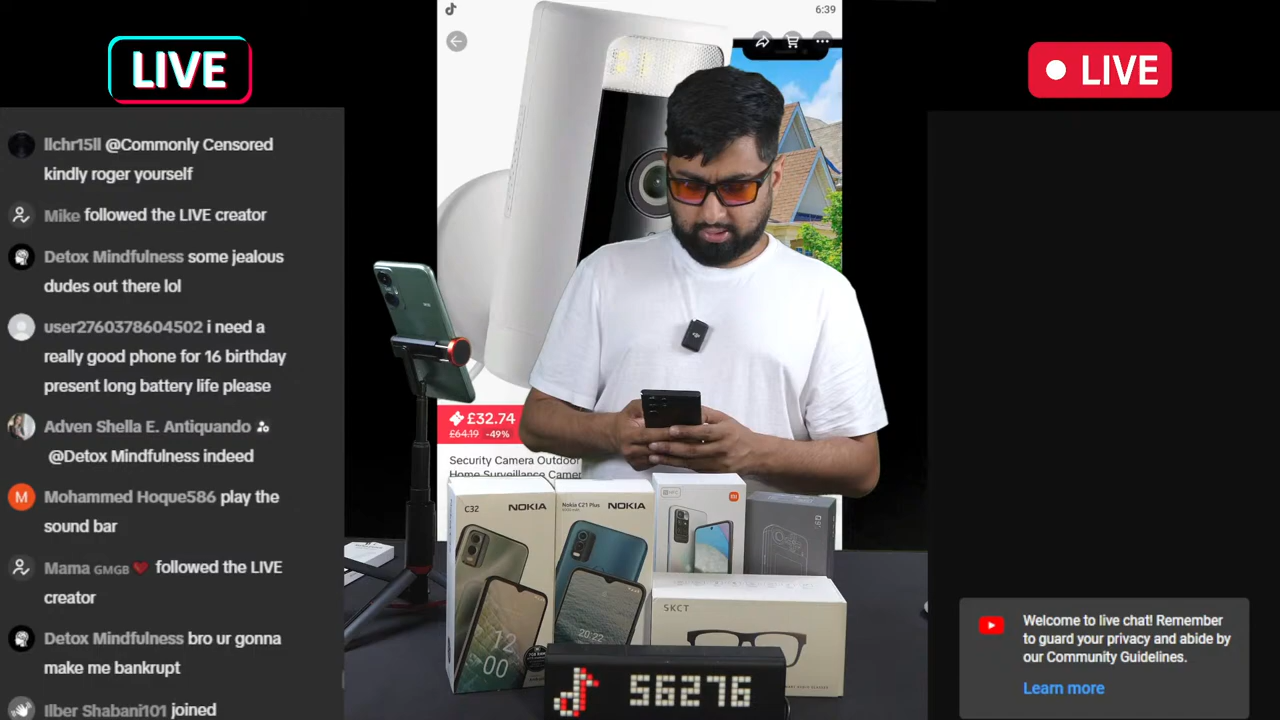 LIVE
llchr15ll @Commonly Censored
kindly roger yourself
Mike followed the LIVE creator
Detox Mindfulness some jealous
dudes out there lol
user2760378604502 i need a
really good phone for 16 birthday
present long battery life please
Adven Shella E. Antiquando
@Detox Mindfulness indeed
M
Mohammed Hoque586 play the
sound bar
Mama GMGB ❤ followed the LIVE
creator
Detox Mindfulness bro ur gonna
make me bankrupt
Ilber Shabani101 joined
6:39
£32.74
£64.19 -49%
Security Camera Outdoor
Home Surveillance Camer
C32 NOKIA
Nokia C21 Plus NOKIA
12
00
20:22
SKCT
56276
LIVE
Welcome to live chat! Remember
to guard your privacy and abide by
our Community Guidelines.
Learn more